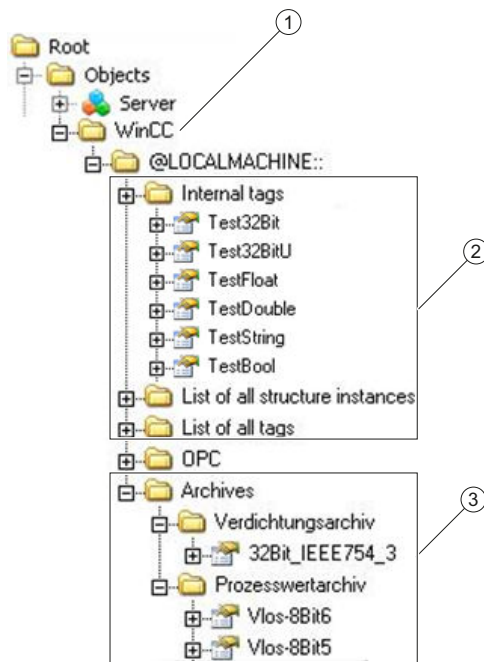 1
Root
Objects
Server
WinCC
@LOCALMACHINE::
Internal tags
Test32Bit
Test32BitU
2
TestFloat
TestDouble
TestString
TestBool
List of all structure instances
List of all tags
OPC
Archives
3
Verdichtungsarchiv
32Bit_IEEE754_3
Prozesswertarchiv
Vlos-8Bit6
Vlos-8Bit5